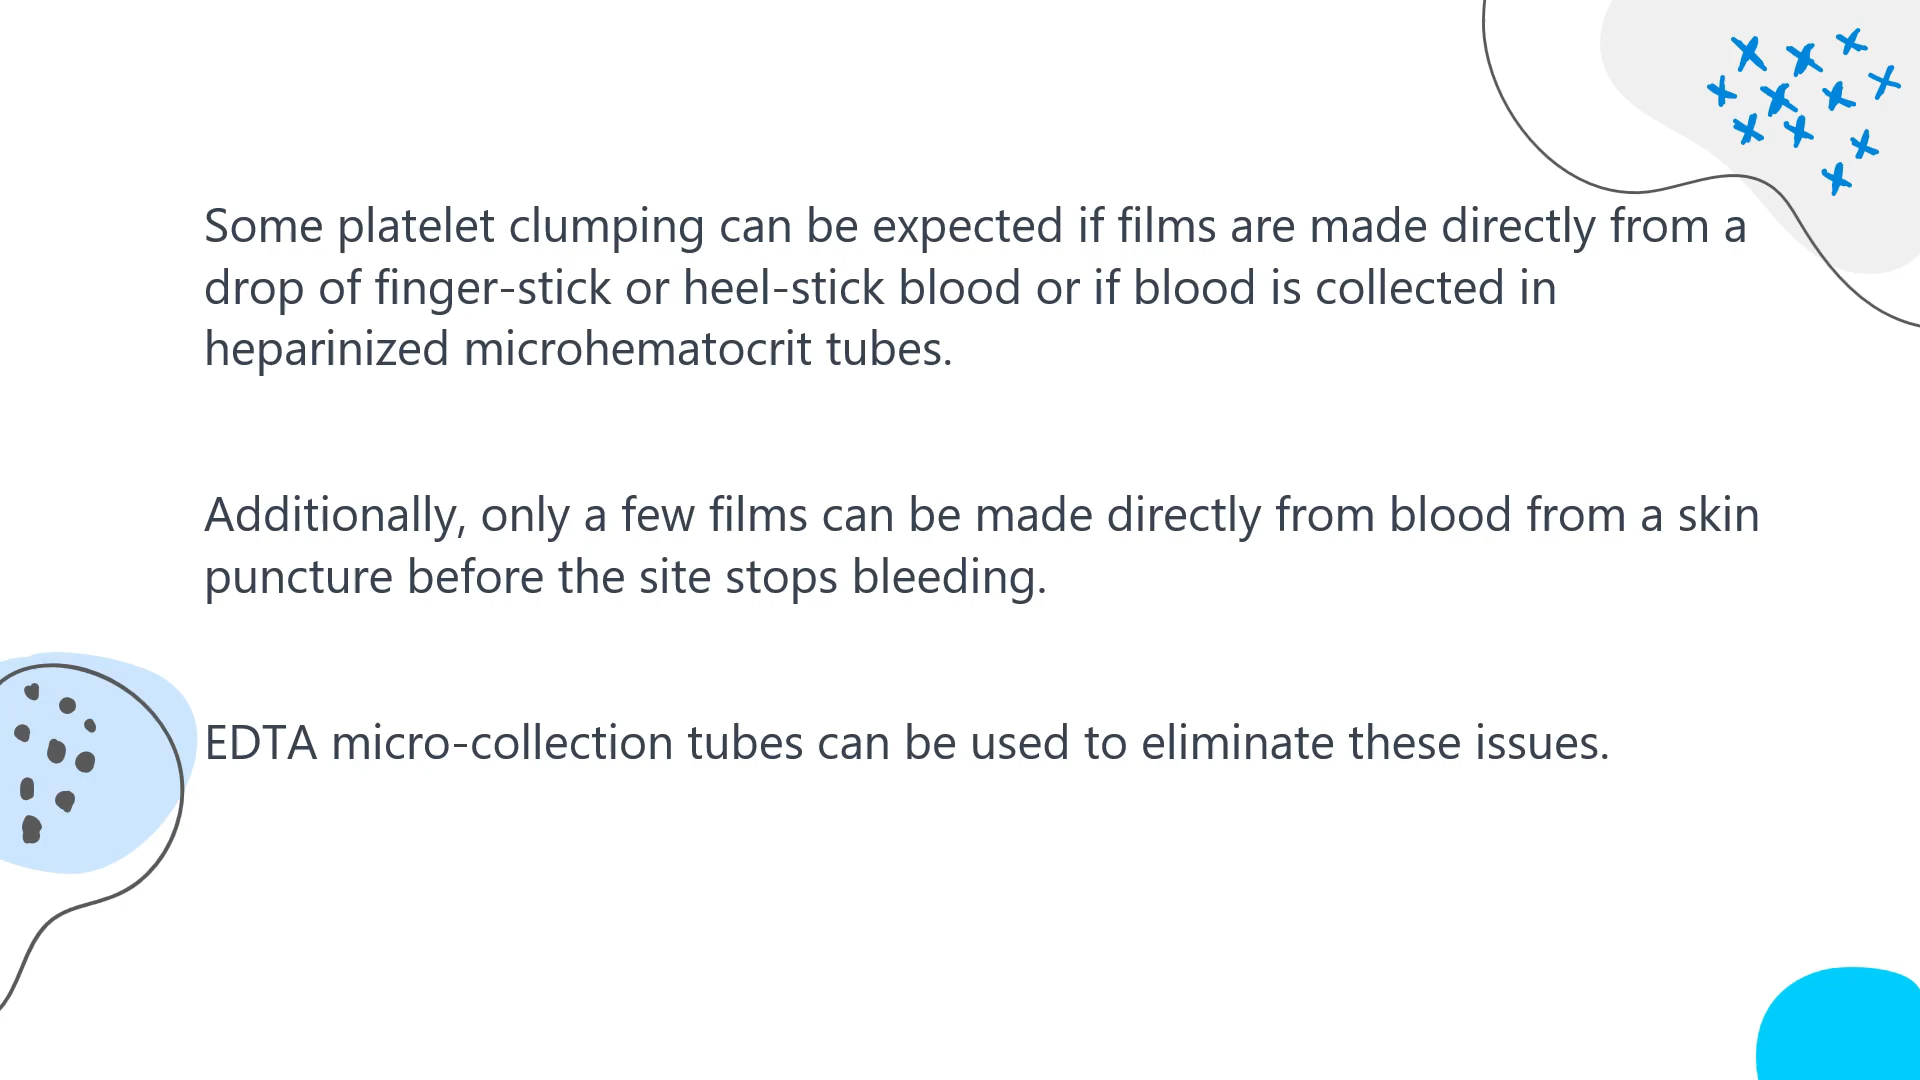 Some platelet clumping can be expected if films are made directly from a
drop of finger-stick or heel-stick blood or if blood is collected in
heparinized microhematocrit tubes.
Additionally, only a few films can be made directly from blood from a skin
puncture before the site stops bleeding.
EDTA micro-collection tubes can be used to eliminate these issues.